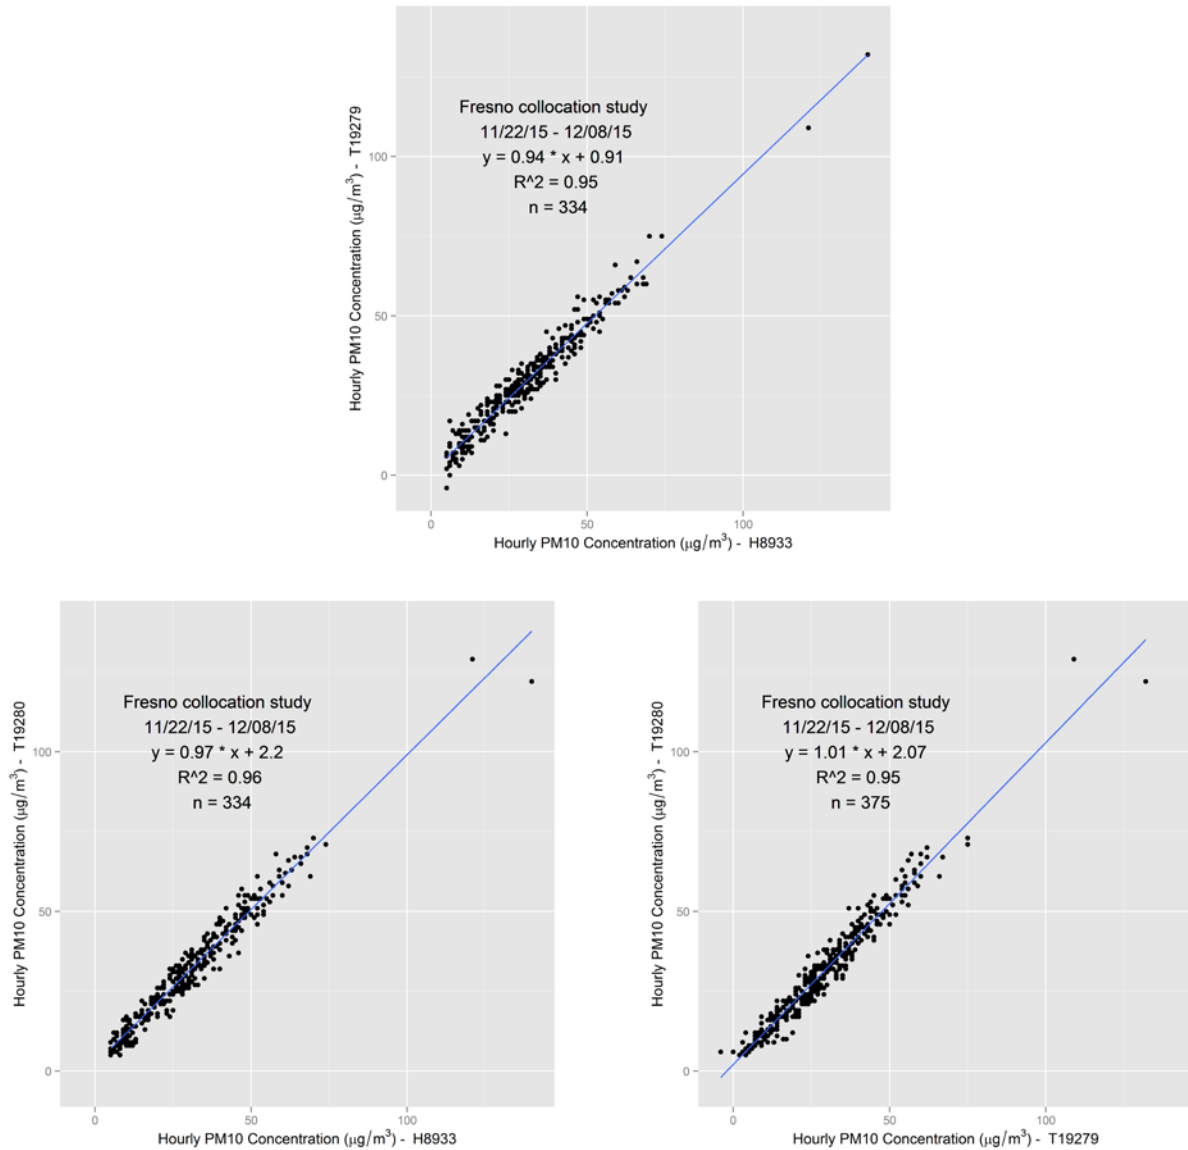 Fresno collocation study
11/22/15 - 12/08/15
y = 0.94 * x + 0.91
R^2 = 0.95
n = 334
100
50
0
Hourly PM10 Concentration (μg/m³) - T19279
0 50 100
Hourly PM10 Concentration (μg/m³) - H8933
Fresno collocation study
11/22/15 - 12/08/15
y = 0.97 * x + 2.2
R^2 = 0.96
n = 334
100
50
0
Hourly PM10 Concentration (μg/m³) - T19280
0 50 100
Hourly PM10 Concentration (μg/m³) - H8933
Fresno collocation study
11/22/15 - 12/08/15
y = 1.01 * x + 2.07
R^2 = 0.95
n = 375
100
50
0
Hourly PM10 Concentration (μg/m³) - T19280
0 50 100
Hourly PM10 Concentration (μg/m³) - T19279